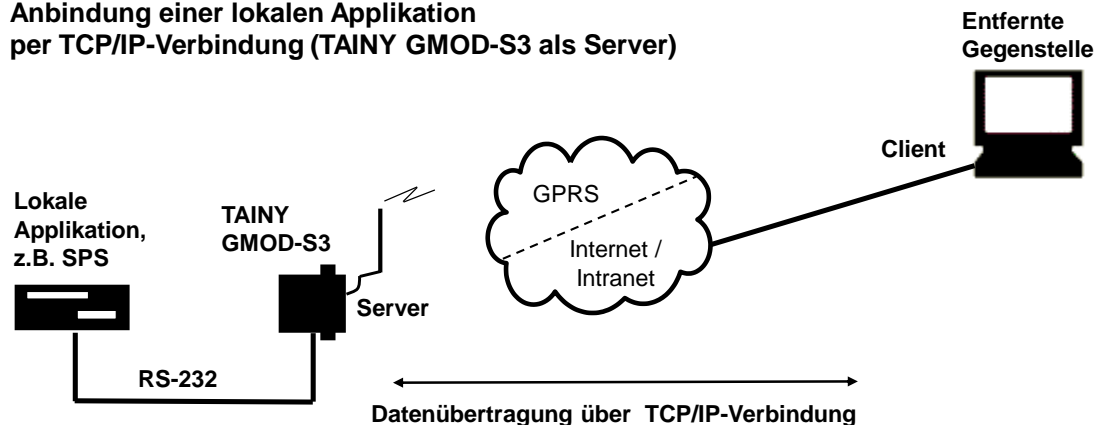 Anbindung einer lokalen Applikation
per TCP/IP-Verbindung (TAINY GMOD-S3 als Server)
Entfernte
Gegenstelle
Client
GPRS
Internet /
Intranet
Lokale
Applikation,
z.B. SPS
TAINY
GMOD-S3
Server
RS-232
Datenübertragung über TCP/IP-Verbindung